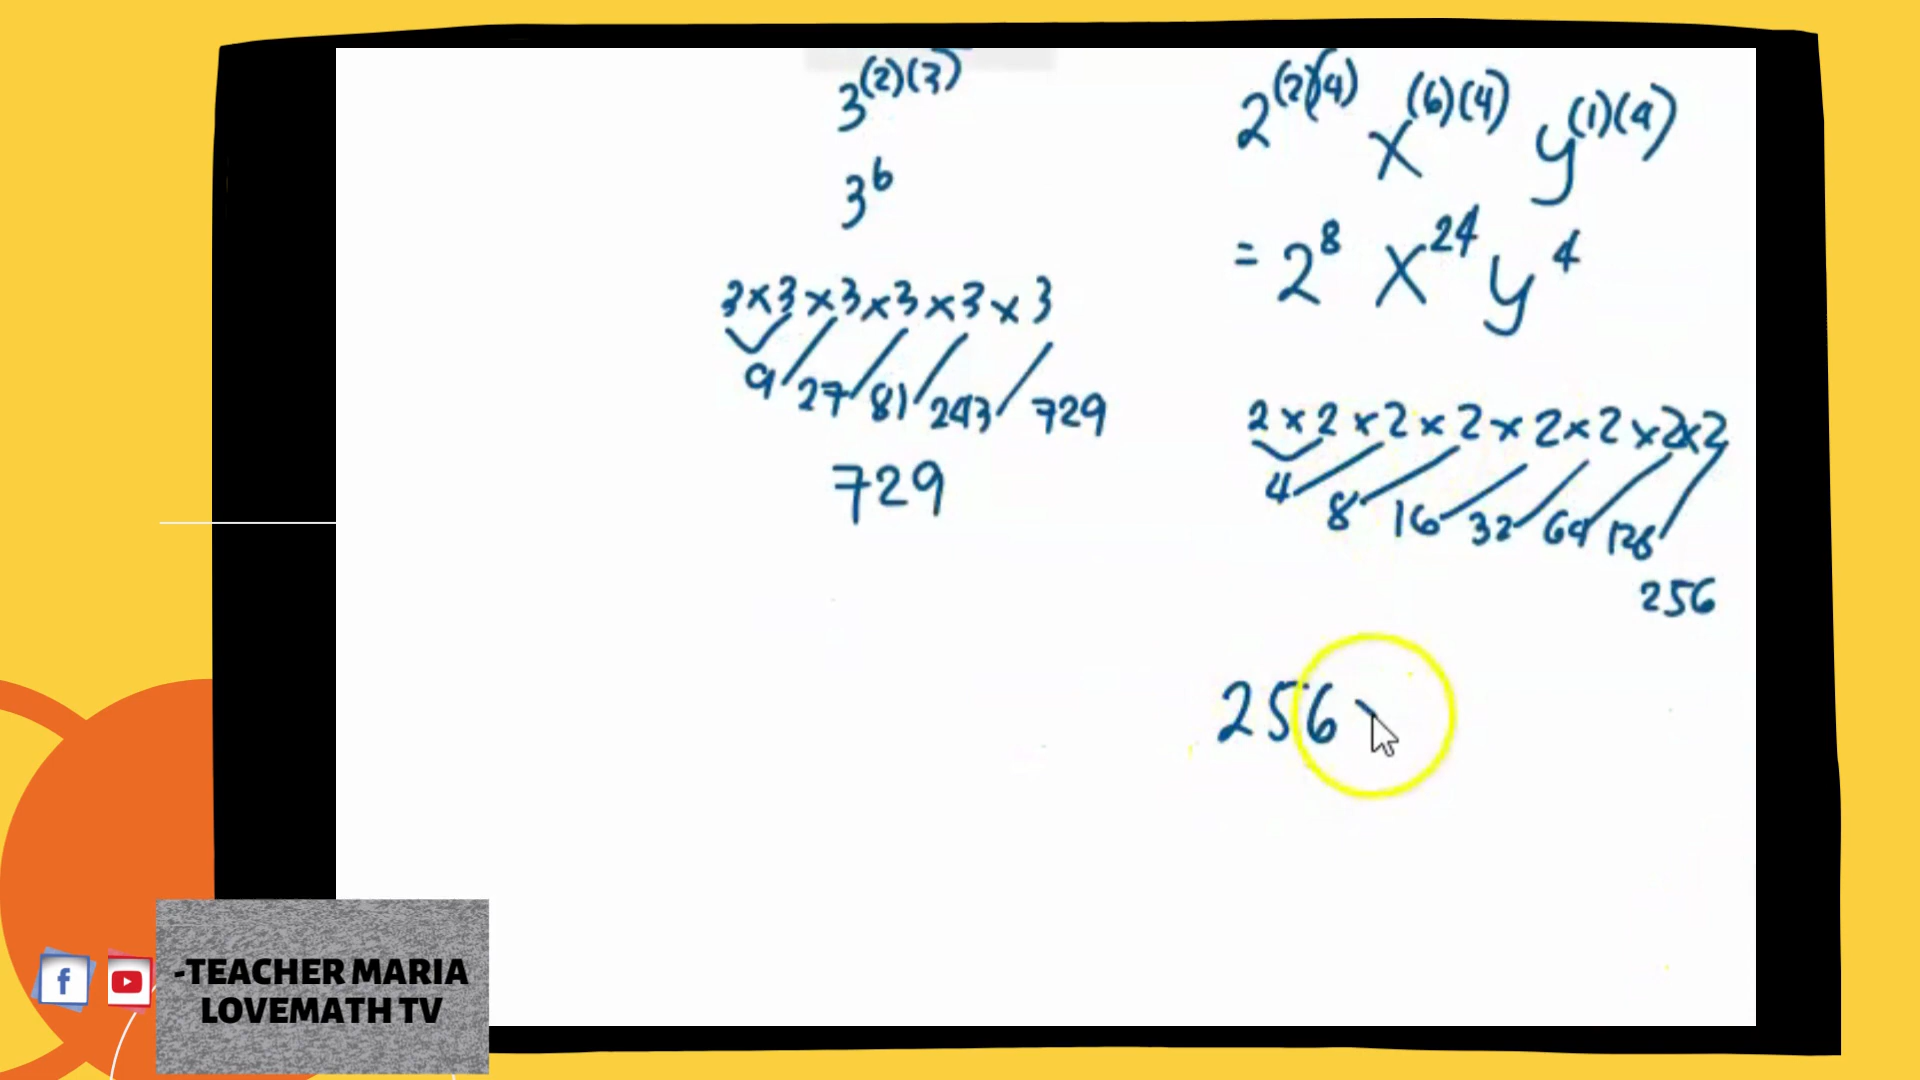 3^(2)(3)
3^6
3 x 3 x 3 x 3 x 3 x 3
9 27 81 243 729
729
2^(2)(4) x^(6)(4) y^(1)(4)
= 2^8 x^24 y^4
2 x 2 x 2 x 2 x 2 x 2 x 2 x 2
4 8 16 32 64 128
256
256
-TEACHER MARIA
LOVEMATH TV